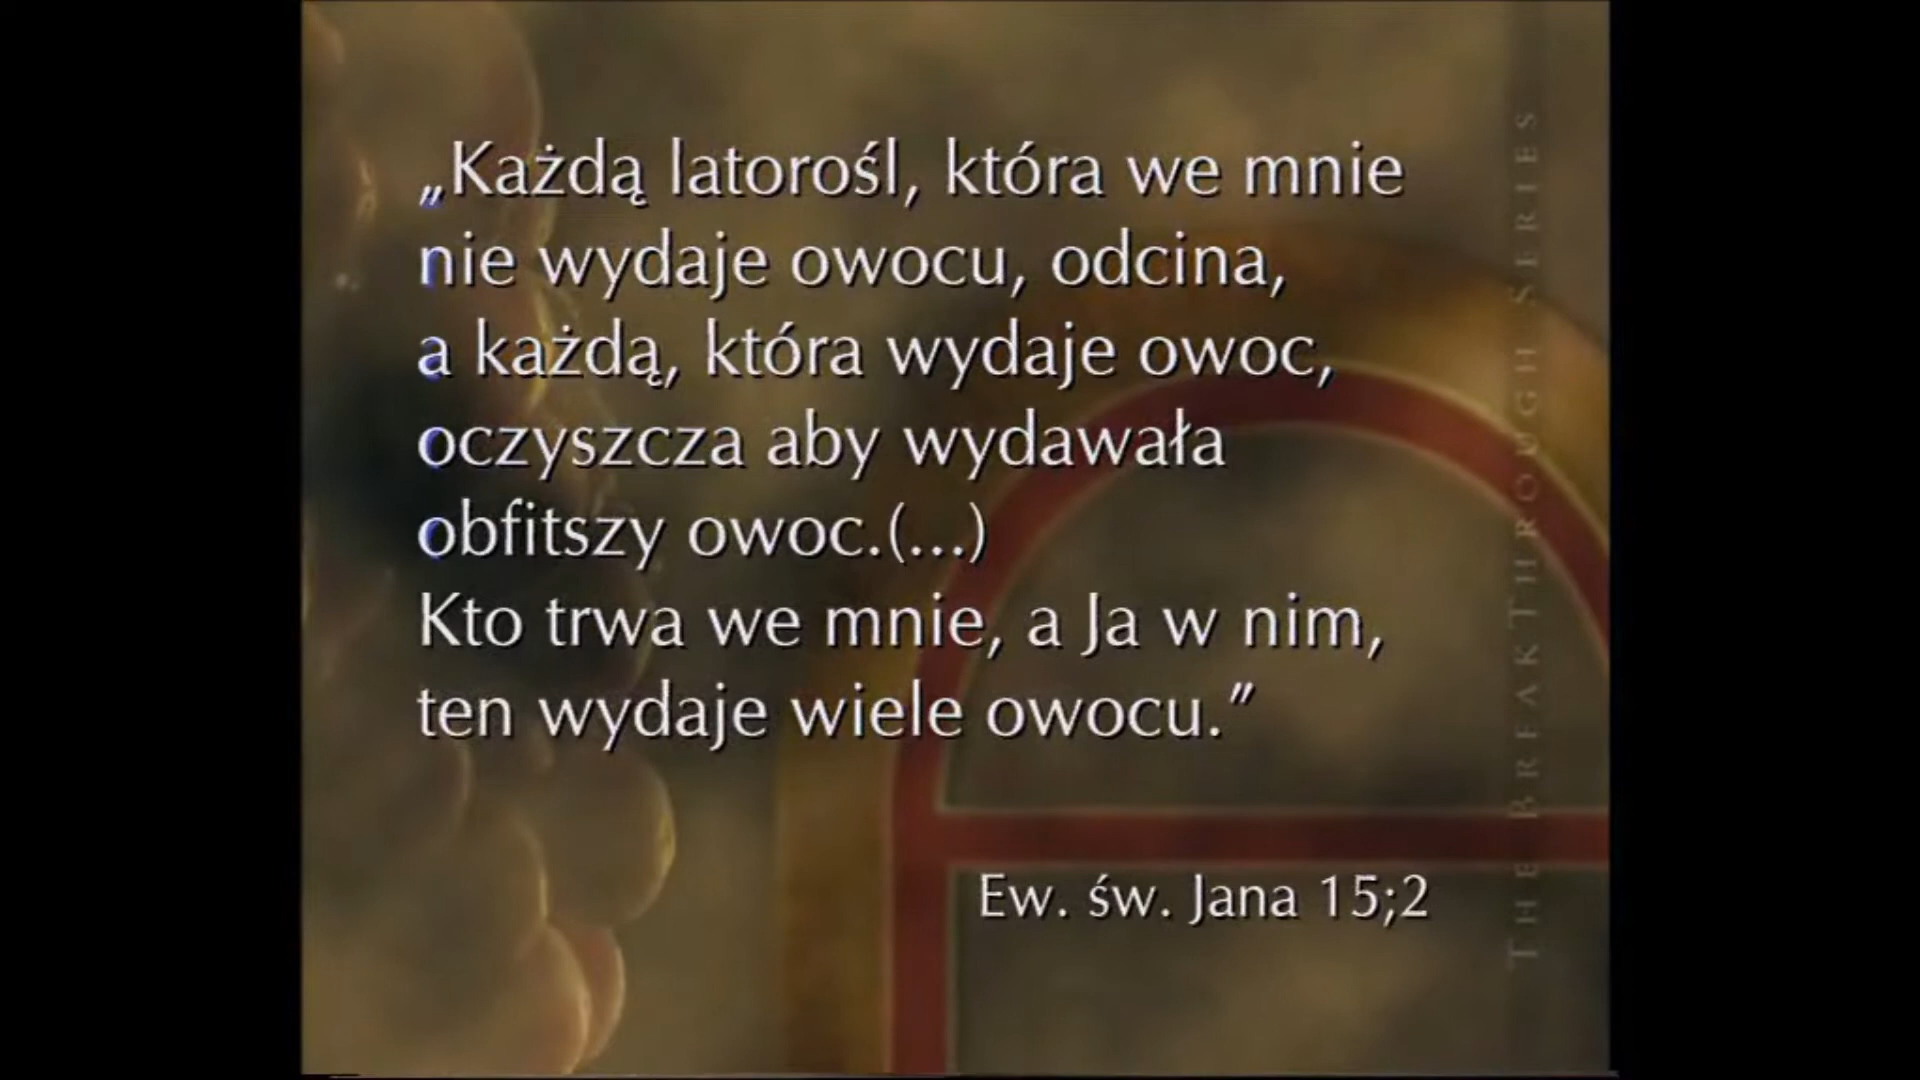 „Każdą latorośl, która we mnie
nie wydaje owocu, odcina,
a każdą, która wydaje owoc,
oczyszcza aby wydawała
obfitszy owoc.(...)
Kto trwa we mnie, a Ja w nim,
ten wydaje wiele owocu.”
Ew. św. Jana 15;2
THE BREAKTHROUGH SERIES